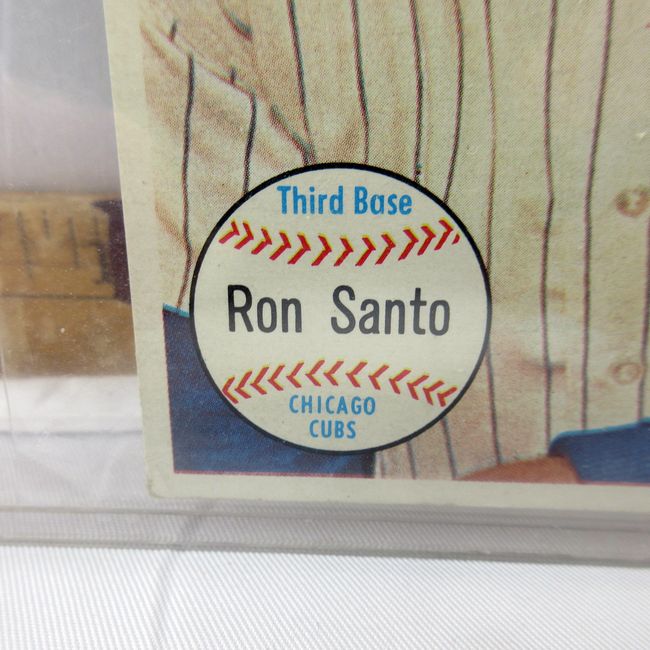 Third Base
Ron Santo
CHICAGO
CUBS